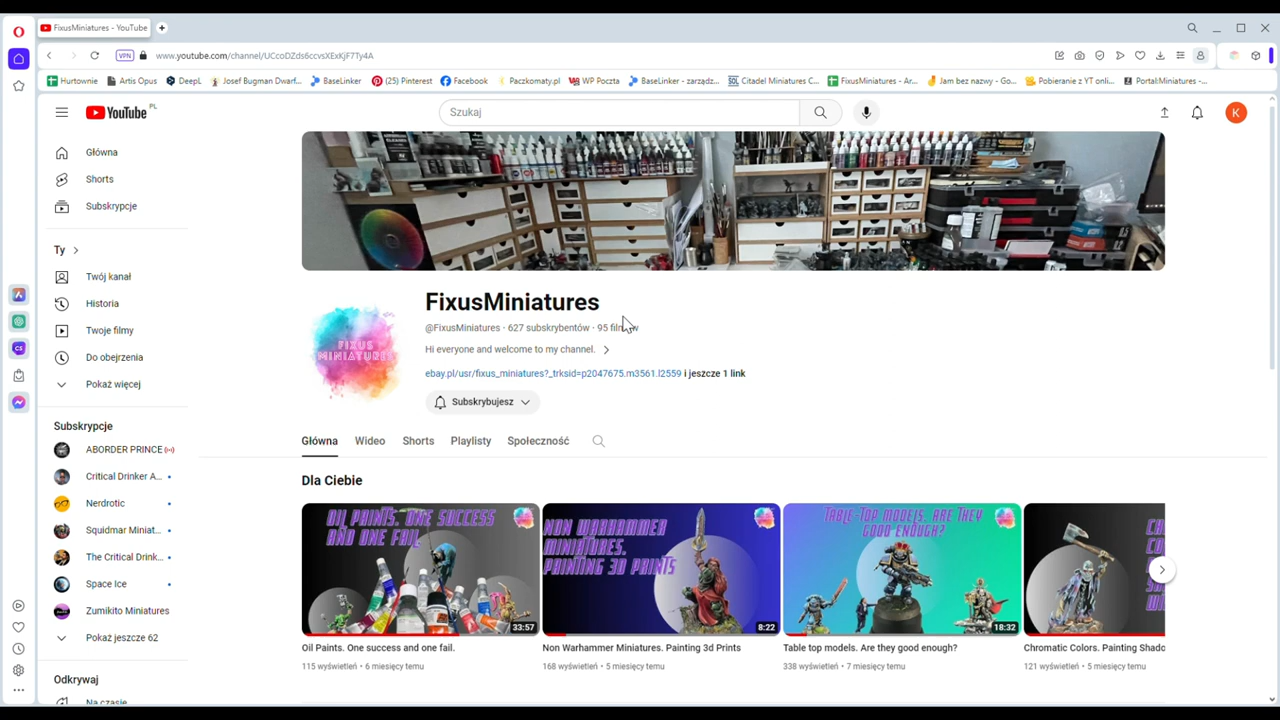 FixusMiniatures - YouTube
VPN
www.youtube.com/channel/UCcoDZds6ccvsXExKjF7Ty4A
Hurtownie
Artis Opus
DeepL
Josef Bugman Dwarf...
BaseLinker
(25) Pinterest
Facebook
Paczkomaty.pl
WP Poczta
BaseLinker - zarządz...
Citadel Miniatures C...
FixusMiniatures - Ar...
Jam bez nazwy - Go...
Pobieranie z YT onli...
Portal:Miniatures -...
YouTube PL
Szukaj
K
Główna
Shorts
Subskrypcje
Ty
Twój kanał
Historia
Twoje filmy
Do obejrzenia
Pokaż więcej
Subskrypcje
ABORDER PRINCE
Critical Drinker A...
Nerdrotic
Squidmar Miniat...
The Critical Drink...
Space Ice
Zumikito Miniatures
Pokaż jeszcze 62
Odkrywaj
Na czasie
FIXUS
MINIATURES
FixusMiniatures
@FixusMiniatures · 627 subskrybentów · 95 filmów
Hi everyone and welcome to my channel.
ebay.pl/usr/fixus_miniatures?_trksid=p2047675.m3561.l2559 i jeszcze 1 link
Subskrybujesz
Główna
Wideo
Shorts
Playlisty
Społeczność
Dla Ciebie
OIL PAINTS. ONE SUCCESS
AND ONE FAIL
33:57
Oil Paints. One success and one fail.
115 wyświetleń · 6 miesięcy temu
NON WARHAMMER
MINIATURES.
PAINTING 3D PAINTS
8:22
Non Warhammer Miniatures. Painting 3d Prints
168 wyświetleń · 5 miesięcy temu
TABLE TOP MODELS. ARE THEY
GOOD ENOUGH?
18:32
Table top models. Are they good enough?
338 wyświetleń · 7 miesięcy temu
Chromatic Colors. Painting Shado
121 wyświetleń · 5 miesięcy temu